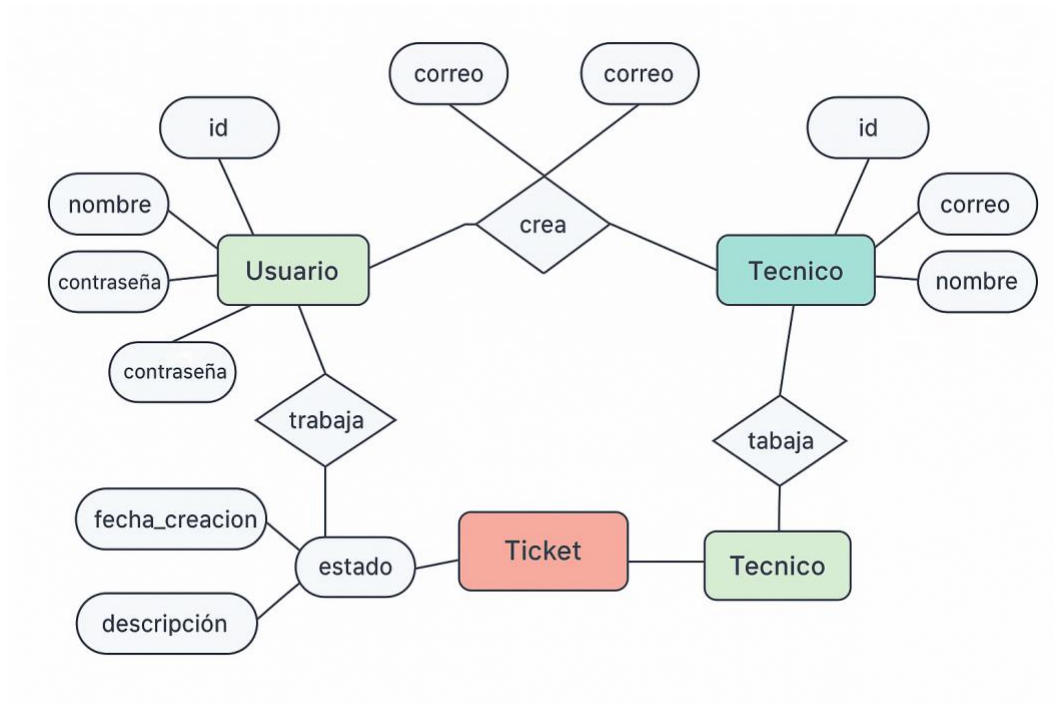 correo
correo
id
id
nombre
correo
crea
Usuario
Tecnico
contraseña
nombre
contraseña
trabaja
tabaja
fecha_creacion
Ticket
estado
Tecnico
descripción